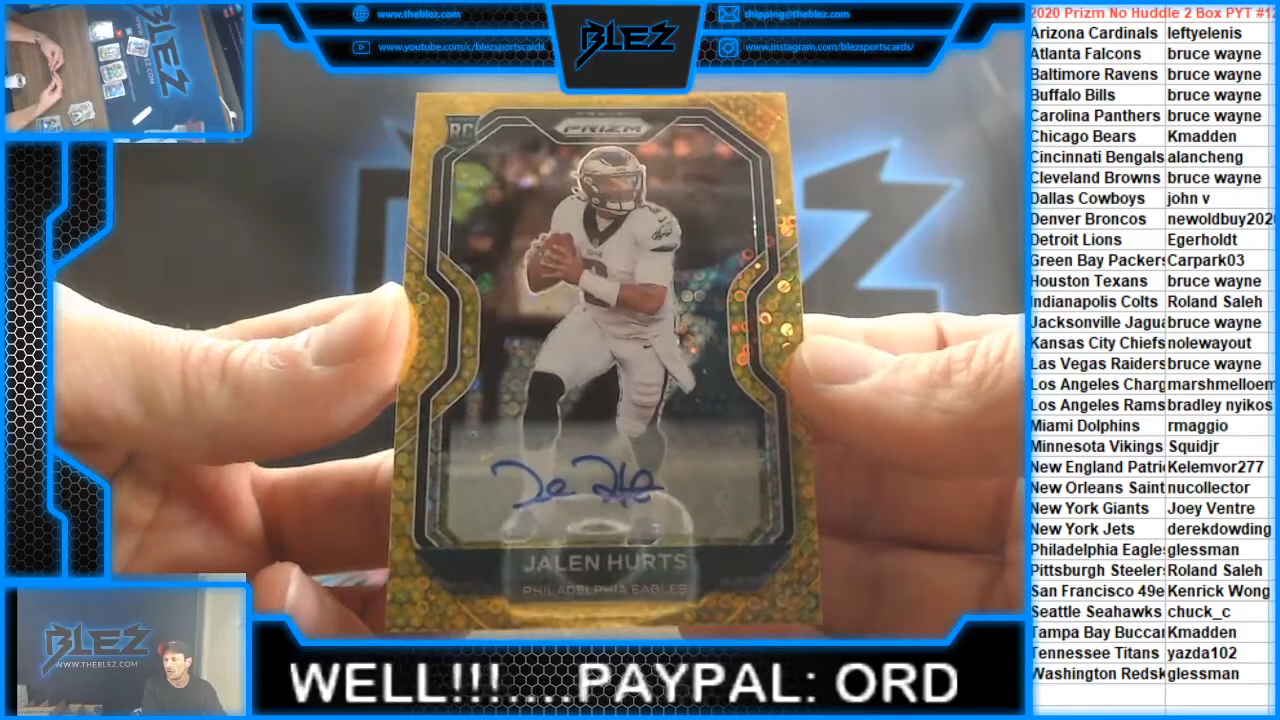 www.theblez.com
www.youtube.com/c/blezsportscards
BLEZ
shipping@theblez.com
www.instagram.com/blezsportscards/
BLEZ
RC
PRIZM
JALEN HURTS
PHILADELPHIA EAGLES
BLEZ
WWW.THEBLEZ.COM
WELL!!!....PAYPAL: ORD
2020 Prizm No Huddle 2 Box PYT #12
Arizona Cardinals leftyelenis
Atlanta Falcons bruce wayne
Baltimore Ravens bruce wayne
Buffalo Bills bruce wayne
Carolina Panthers bruce wayne
Chicago Bears Kmadden
Cincinnati Bengals alancheng
Cleveland Browns bruce wayne
Dallas Cowboys john v
Denver Broncos newoldbuy202
Detroit Lions Egerholdt
Green Bay Packers Carpark03
Houston Texans bruce wayne
Indianapolis Colts Roland Saleh
Jacksonville Jagua bruce wayne
Kansas City Chiefs nolewayout
Las Vegas Raiders bruce wayne
Los Angeles Charg marshmelloem
Los Angeles Rams bradley nyikos
Miami Dolphins rmaggio
Minnesota Vikings Squidjr
New England Patri Kelemvor277
New Orleans Saint nucollector
New York Giants Joey Ventre
New York Jets derekdowding
Philadelphia Eagles glessman
Pittsburgh Steelers Roland Saleh
San Francisco 49e Kenrick Wong
Seattle Seahawks chuck_c
Tampa Bay Buccar Kmadden
Tennessee Titans yazda102
Washington Redsk glessman